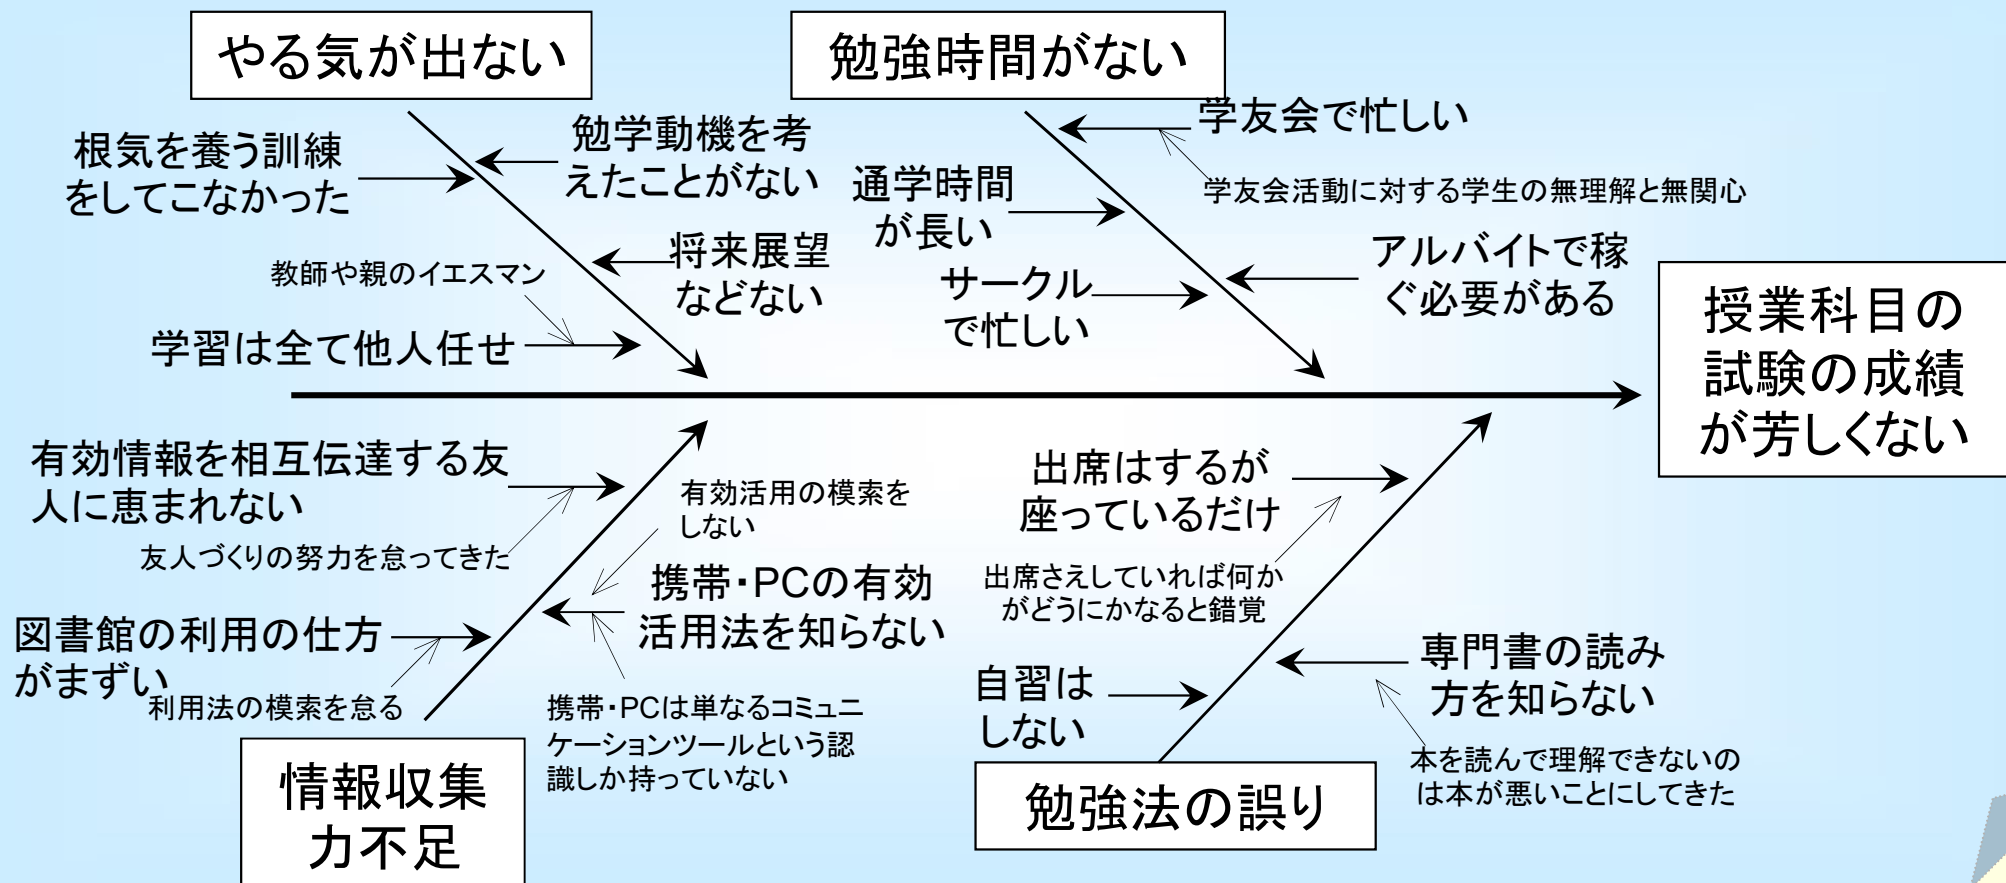 やる気が出ない
勉強時間がない
根気を養う訓練
をしてこなかった
勉学動機を考
えたことがない
将来展望
などない
教師や親のイエスマン
学習は全て他人任せ
学友会で忙しい
学友会活動に対する学生の無理解と無関心
通学時間
が長い
サークル
で忙しい
アルバイトで稼
ぐ必要がある
授業科目の
試験の成績
が芳しくない
有効情報を相互伝達する友
人に恵まれない
友人づくりの努力を怠ってきた
有効活用の模索を
しない
携帯・PCの有効
活用法を知らない
図書館の利用の仕方
がまずい
利用法の模索を怠る
携帯・PCは単なるコミュニ
ケーションツールという認
識しか持っていない
情報収集
力不足
出席はするが
座っているだけ
出席さえしていれば何か
がどうにかなると錯覚
自習は
しない
専門書の読み
方を知らない
本を読んで理解できないの
は本が悪いことにしてきた
勉強法の誤り